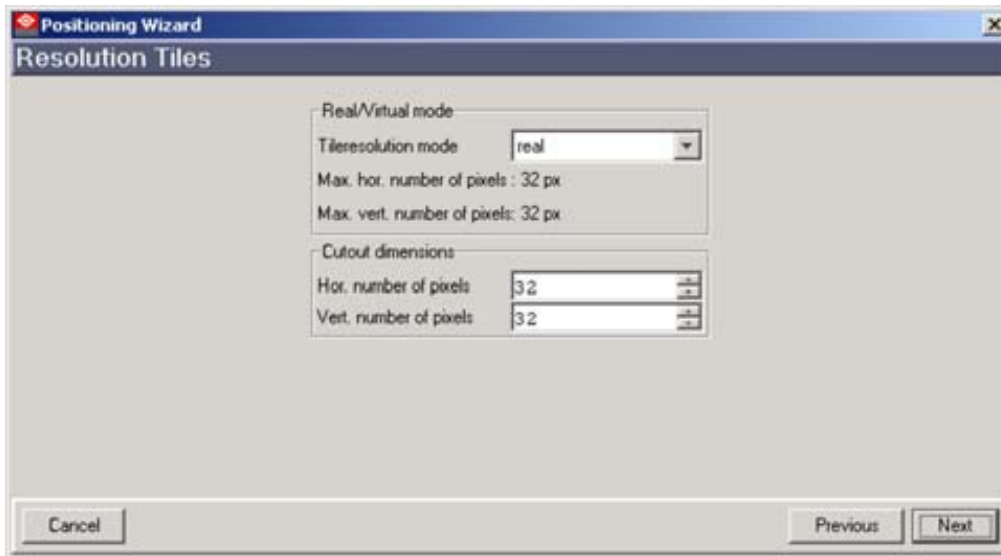 Positioning Wizard
Resolution Tiles
Real/Virtual mode
Tileresolution mode real
Max. hor. number of pixels : 32 px
Max. vert. number of pixels: 32 px
Cutout dimensions
Hor. number of pixels 32
Vert. number of pixels 32
Cancel Previous Next